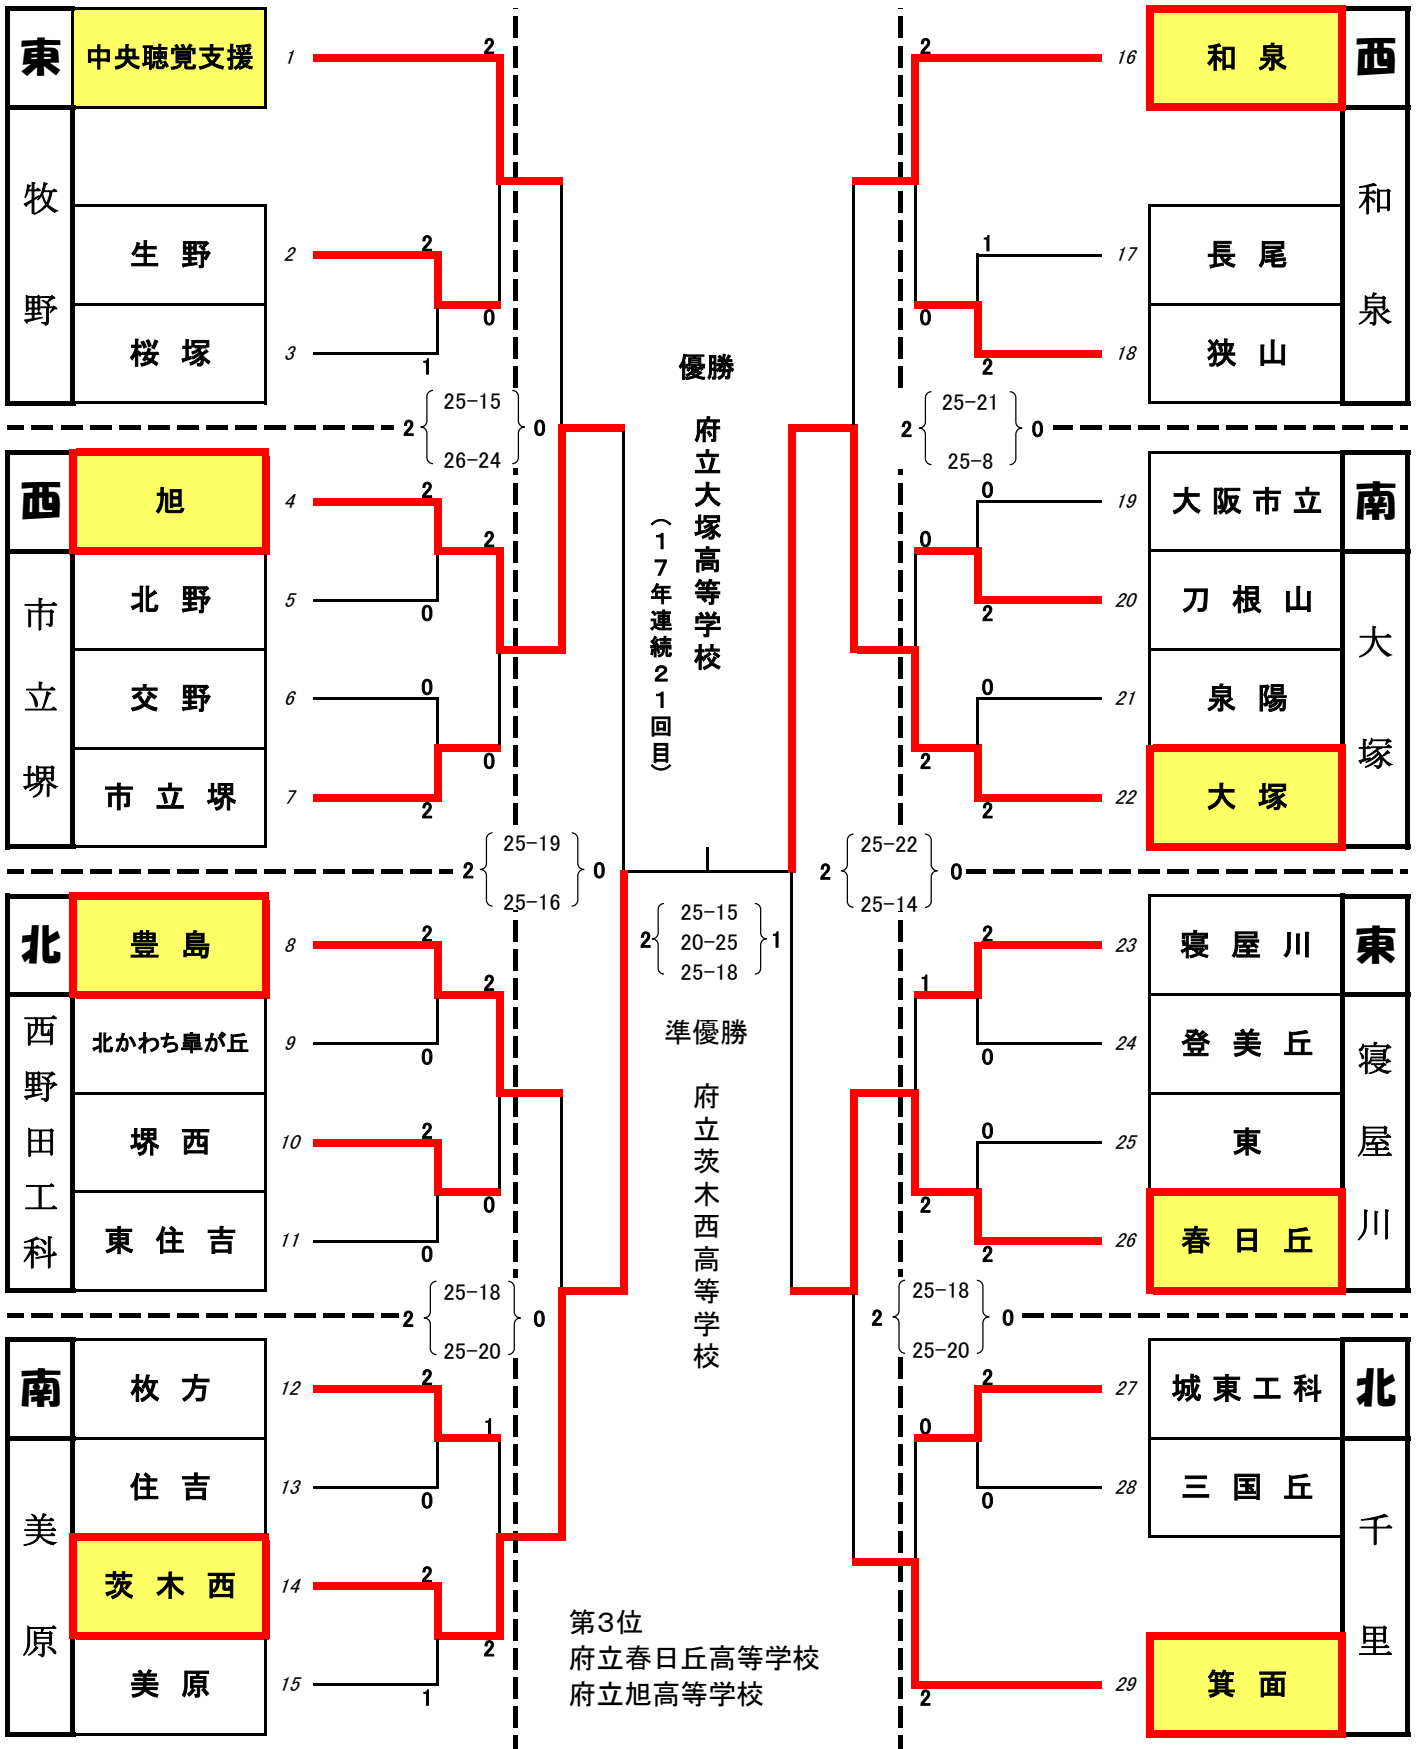 東
中央聴覚支援
1
2
牧野
生野
2
2
0
桜塚
3
1
2
25-15
26-24
0
西
旭
4
2
2
市立堺
北野
5
0
交野
6
0
0
市立堺
7
2
2
25-19
25-16
0
北
豊島
8
2
2
西野田工科
北かわち皐が丘
9
0
堺西
10
2
0
東住吉
11
0
2
25-18
25-20
0
南
枚方
12
2
1
美原
住吉
13
0
茨木西
14
2
2
美原
15
1
優勝
府立大塚高等学校
（17年連続21回目）
2
25-15
20-25
25-18
1
準優勝
府立茨木西高等学校
第3位
府立春日丘高等学校
府立旭高等学校
2
16
和泉
西
和泉
1
17
長尾
0
2
18
狭山
2
25-21
25-8
0
0
19
大阪市立
南
0
2
20
刀根山
大塚
0
21
泉陽
2
2
22
大塚
2
25-22
25-14
0
2
23
寝屋川
東
1
0
24
登美丘
寝屋川
0
25
東
2
2
26
春日丘
2
25-18
25-20
0
2
27
城東工科
北
0
0
28
三国丘
千里
2
29
箕面